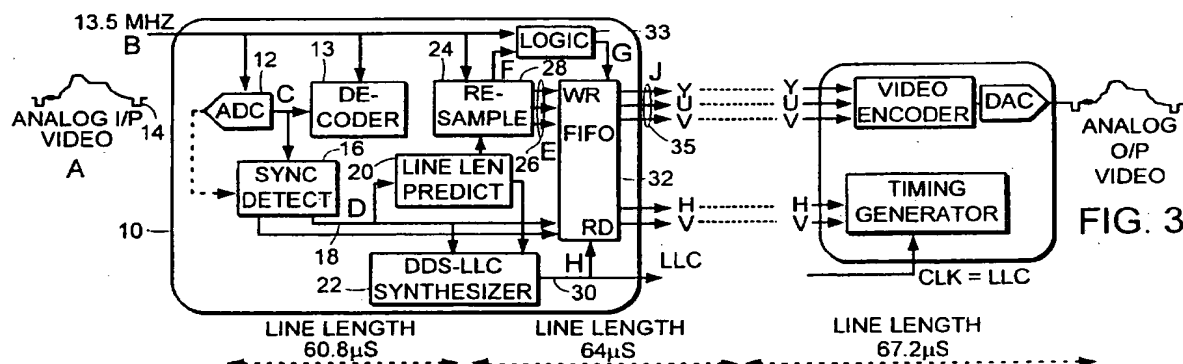 13.5 MHZ
B
12
13
24
F
LOGIC
33
G
28
J
ADC
C
DE-
CODER
RE-
SAMPLE
WR
FIFO
Y
U
V
35
Y
U
V
VIDEO
ENCODER
DAC
ANALOG I/P
VIDEO
14
A
16
20
26
E
32
ANALOG
O/P
VIDEO
SYNC
DETECT
LINE LEN
PREDICT
D
10
18
RD
H
V
H
V
TIMING
GENERATOR
FIG. 3
22
DDS-LLC
SYNTHESIZER
H
30
LLC
CLK = LLC
LINE LENGTH
60.8µS
LINE LENGTH
64µS
LINE LENGTH
67.2µS